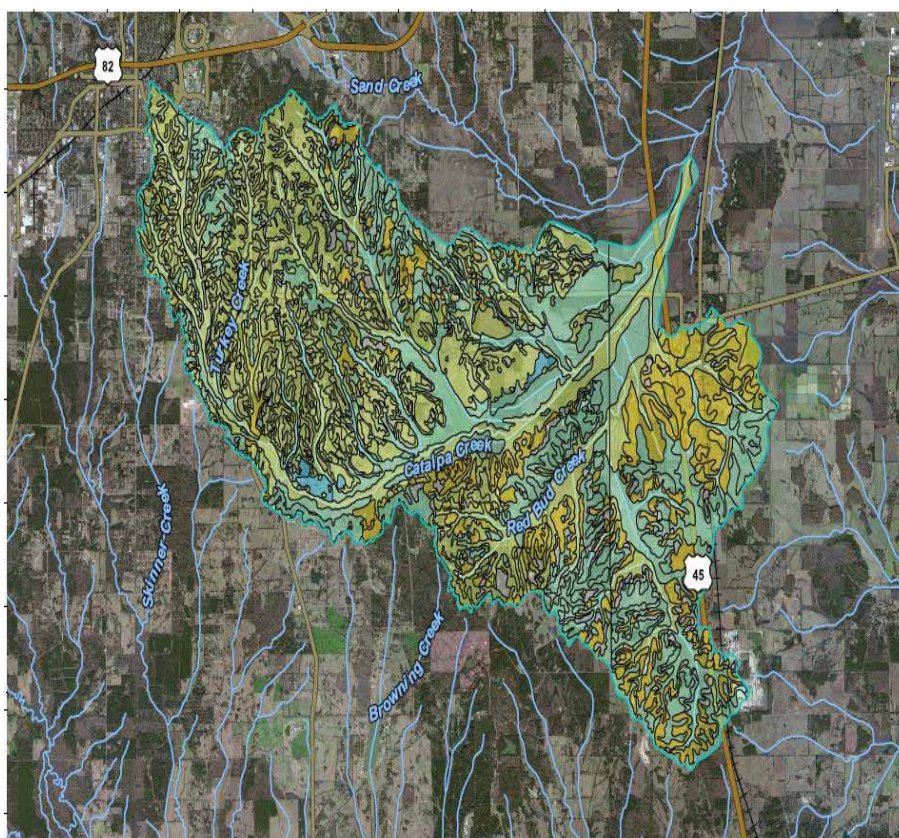 82
Sand Creek
Turkey Creek
Catalpa Creek
Red Bud Creek
Skinner Creek
45
Browning Creek